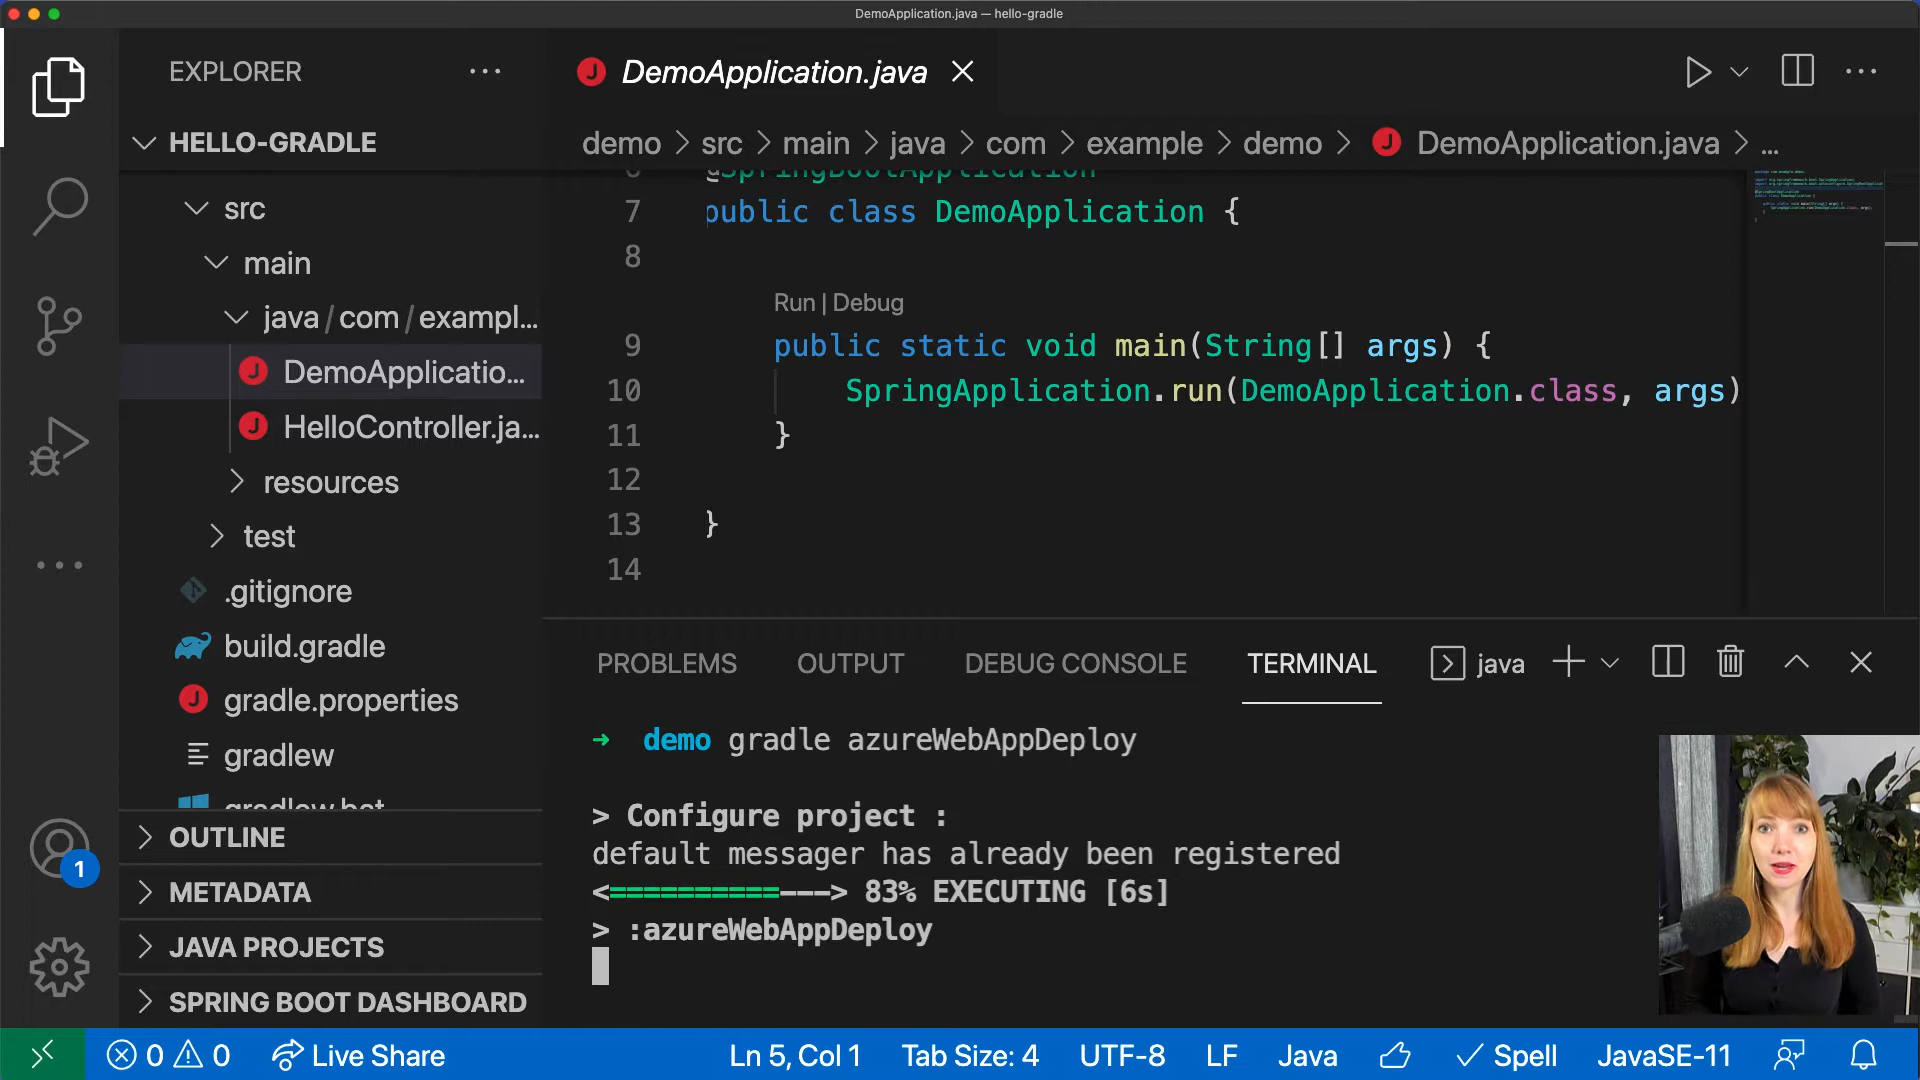 DemoApplication.java — hello-gradle
EXPLORER
HELLO-GRADLE
src
main
java / com / exampl...
DemoApplicatio...
HelloController.ja...
resources
test
.gitignore
build.gradle
gradle.properties
gradlew
gradlew.bat
OUTLINE
METADATA
JAVA PROJECTS
SPRING BOOT DASHBOARD
1
J DemoApplication.java
demo > src > main > java > com > example > demo > J DemoApplication.java > ...
6 @SpringBootApplication
7 public class DemoApplication {
8
Run | Debug
9 public static void main(String[] args) {
10 SpringApplication.run(DemoApplication.class, args)
11 }
12
13 }
14
PROBLEMS OUTPUT DEBUG CONSOLE TERMINAL java
➜ demo gradle azureWebAppDeploy
> Configure project :
default messager has already been registered
<==========---> 83% EXECUTING [6s]
> :azureWebAppDeploy
0 0 Live Share Ln 5, Col 1 Tab Size: 4 UTF-8 LF Java Spell JavaSE-11